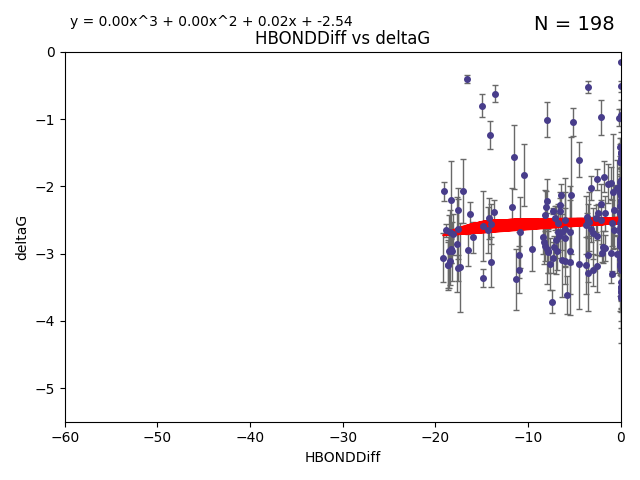 y = 0.00x^3 + 0.00x^2 + 0.02x + -2.54
N = 198
HBONDDiff vs deltaG
0
−1
−2
−3
−4
−5
deltaG
−60
−50
−40
−30
−20
−10
0
HBONDDiff